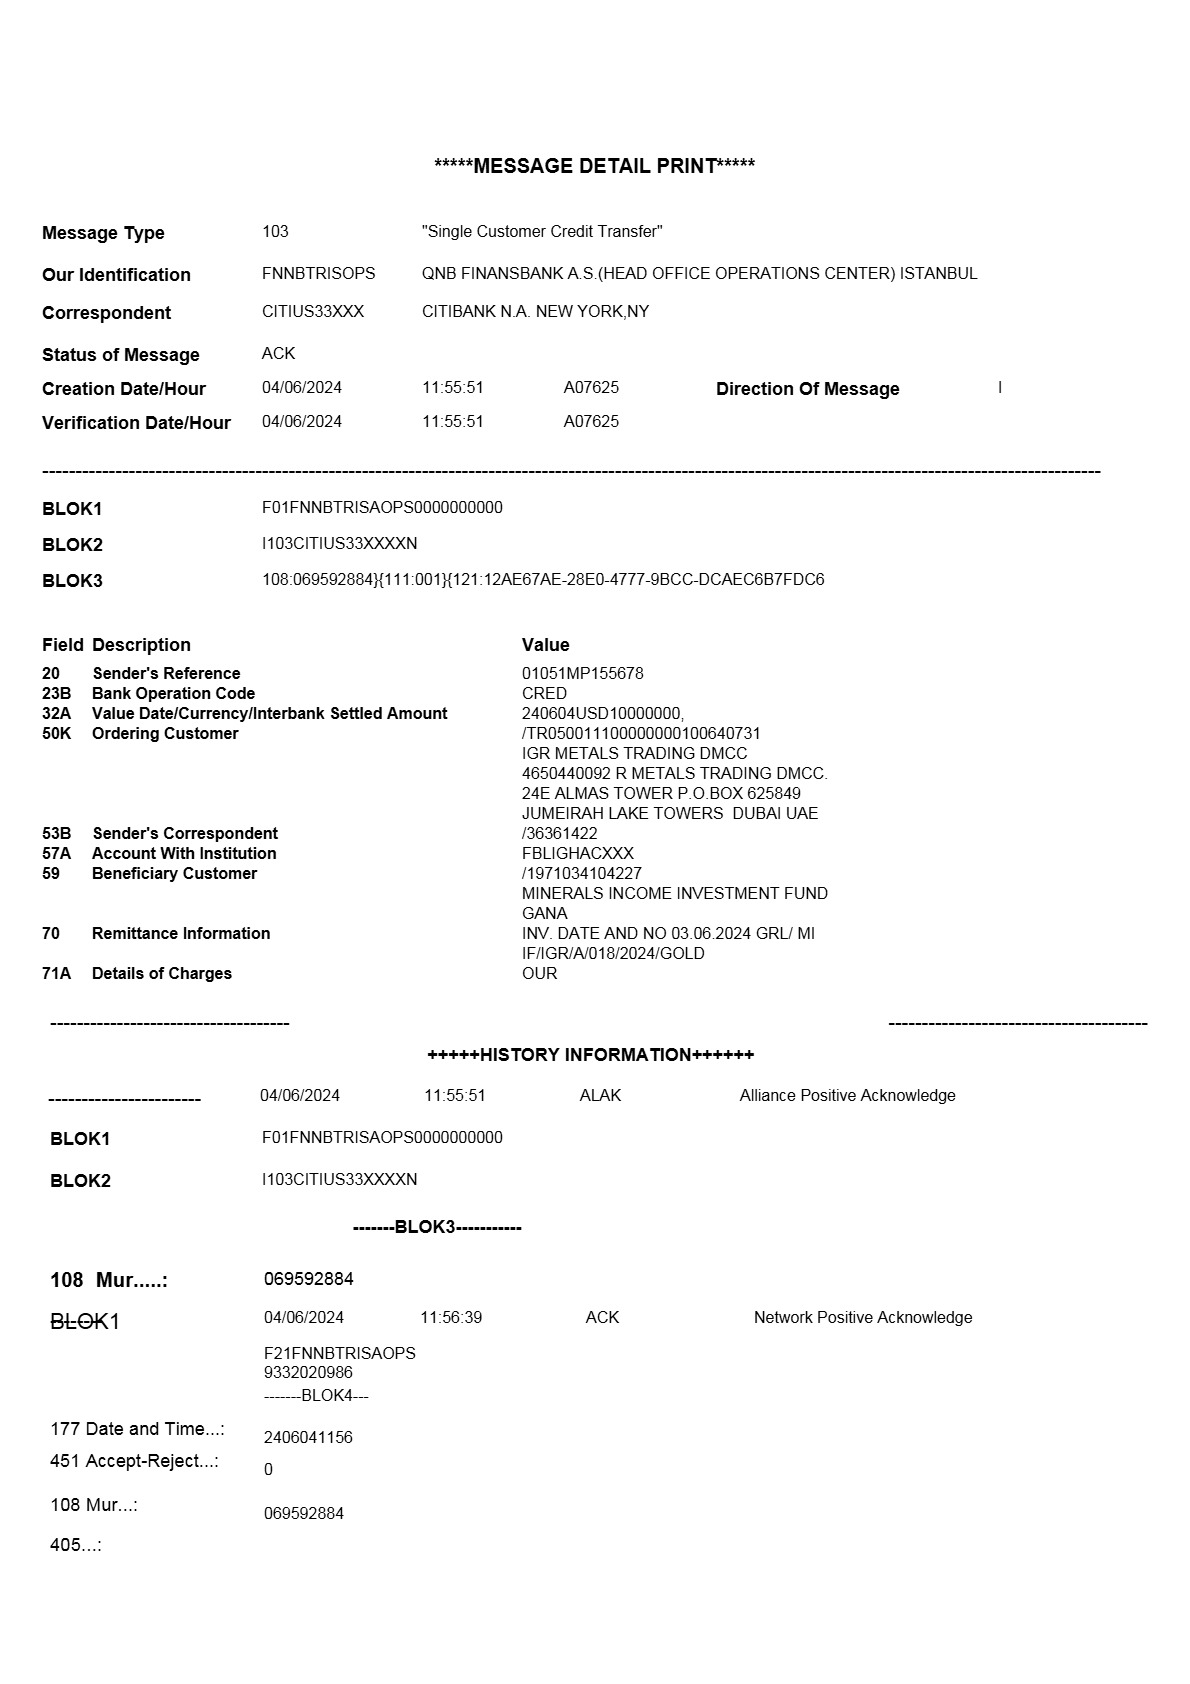 *****MESSAGE DETAIL PRINT*****
Message Type 103 "Single Customer Credit Transfer"
Our Identification FNNBTRISOPS QNB FINANSBANK A.S.(HEAD OFFICE OPERATIONS CENTER) ISTANBUL
Correspondent CITIUS33XXX CITIBANK N.A. NEW YORK,NY
Status of Message ACK
Creation Date/Hour 04/06/2024 11:55:51 A07625 Direction Of Message I
Verification Date/Hour 04/06/2024 11:55:51 A07625
BLOK1 F01FNNBTRISAOPS0000000000
BLOK2 I103CITIUS33XXXXN
BLOK3 108:069592884}{111:001}{121:12AE67AE-28E0-4777-9BCC-DCAEC6B7FDC6
Field Description Value
20 Sender's Reference 01051MP155678
23B Bank Operation Code CRED
32A Value Date/Currency/Interbank Settled Amount 240604USD10000000,
50K Ordering Customer /TR050011100000000100640731
IGR METALS TRADING DMCC
4650440092 R METALS TRADING DMCC.
24E ALMAS TOWER P.O.BOX 625849
JUMEIRAH LAKE TOWERS DUBAI UAE
53B Sender's Correspondent /36361422
57A Account With Institution FBLIGHACXXX
59 Beneficiary Customer /1971034104227
MINERALS INCOME INVESTMENT FUND
GANA
70 Remittance Information INV. DATE AND NO 03.06.2024 GRL/ MI
IF/IGR/A/018/2024/GOLD
71A Details of Charges OUR
+++++HISTORY INFORMATION++++++
----------------------- 04/06/2024 11:55:51 ALAK Alliance Positive Acknowledge
BLOK1 F01FNNBTRISAOPS0000000000
BLOK2 I103CITIUS33XXXXN
-------BLOK3-----------
108 Mur.....: 069592884
BLOK1 04/06/2024 11:56:39 ACK Network Positive Acknowledge
F21FNNBTRISAOPS
9332020986
-------BLOK4---
177 Date and Time...: 2406041156
451 Accept-Reject...: 0
108 Mur...: 069592884
405...: